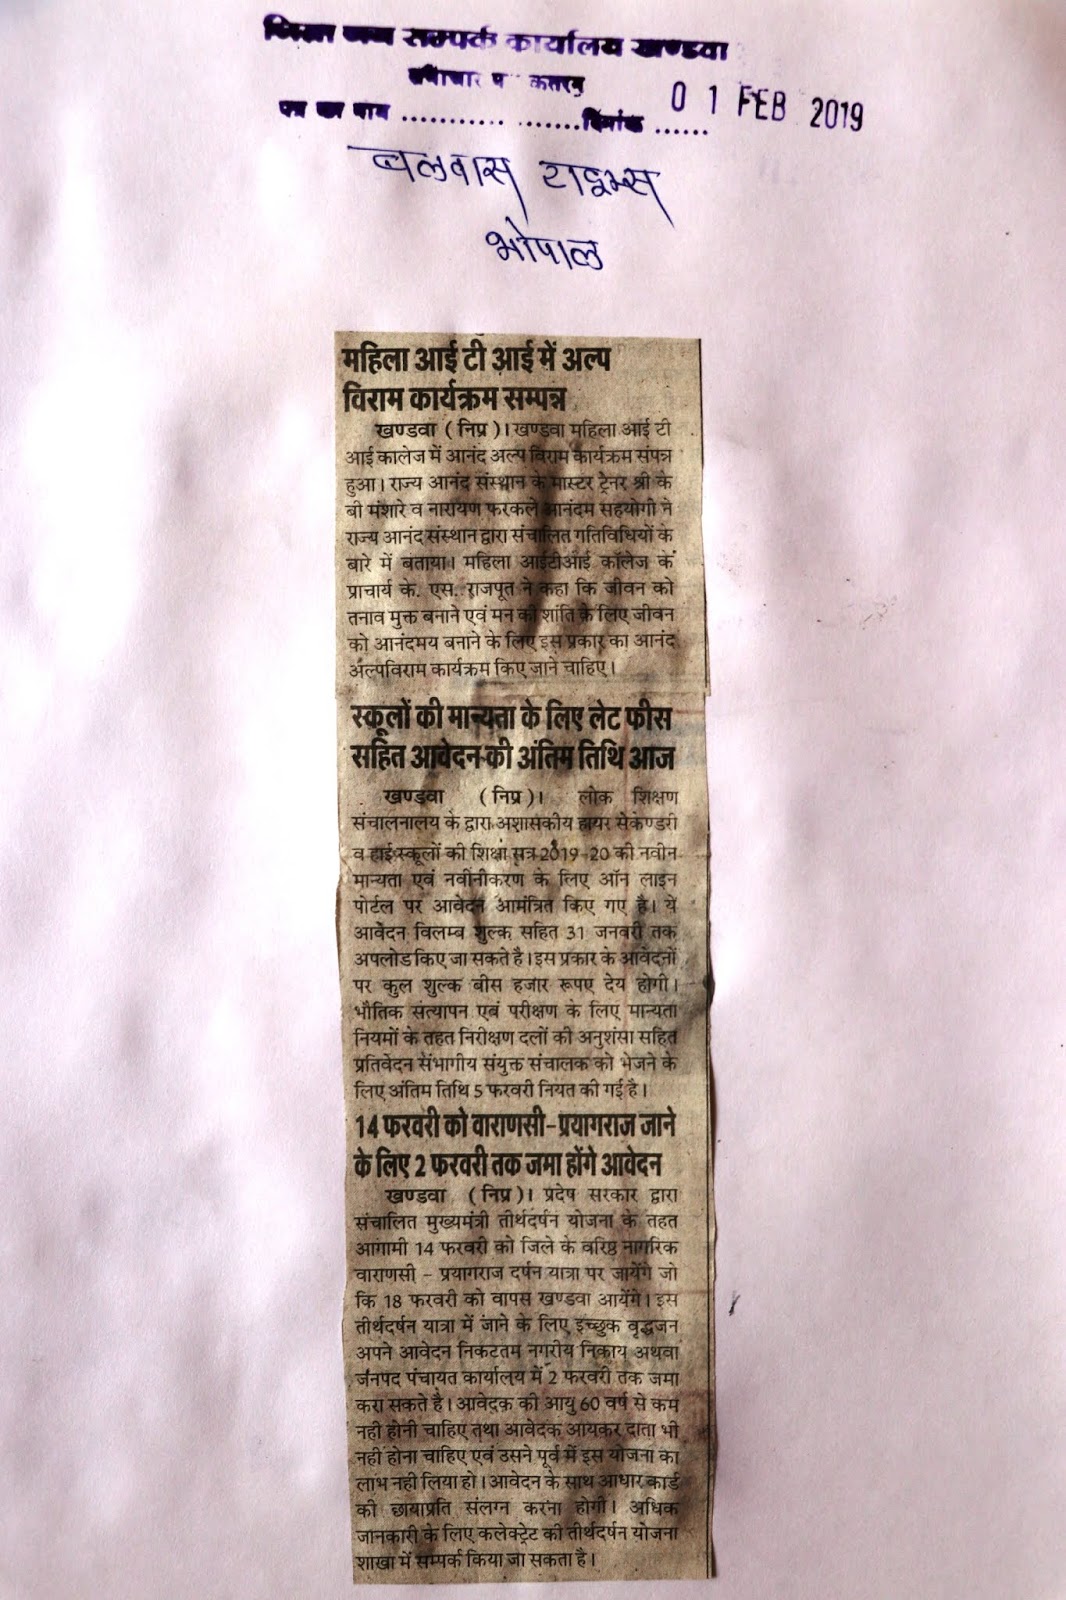 जिला जन सम्पर्क कार्यालय खण्डवा
समाचार प कतरन
पत्र का नाम .................. दिनांक ......
01 FEB 2019
टाइम्स
भोपाल
महिला आई टी आई में अल्प
विराम कार्यक्रम सम्पन्न
खण्डवा (निप्र)। खण्डवा महिला आई टी
आई कालेज में आनंद अल्प विराम कार्यक्रम संपन्न
हुआ। राज्य आनंद संस्थान के मास्टर ट्रेनर श्री के
बी मंशारे व नारायण फरकले आनंदम सहयोगी ने
राज्य आनंद संस्थान द्वारा संचालित गतिविधियों के
बारे में बताया। महिला आईटीआई कॉलेज के
प्राचार्य के. एस. राजपूत ने कहा कि जीवन को
तनाव मुक्त बनाने एवं मन की शांति के लिए जीवन
को आनंदमय बनाने के लिए इस प्रकार का आनंद
अल्पविराम कार्यक्रम किए जाने चाहिए।
स्कूलों की मान्यता के लिए लेट फीस
सहित आवेदन की अंतिम तिथि आज
खण्डवा (निप्र)। लोक शिक्षण
संचालनालय के द्वारा अशासकीय हायर सेकेण्डरी
व हाई स्कूलों की शिक्षा सत्र 2019-20 की नवीन
मान्यता एवं नवीनीकरण के लिए ऑन लाइन
पोर्टल पर आवेदन आमंत्रित किए गए है। ये
आवेदन विलम्ब शुल्क सहित 31 जनवरी तक
अपलोड किए जा सकते है। इस प्रकार के आवेदनों
पर कुल शुल्क बीस हजार रूपए देय होगी।
भौतिक सत्यापन एवं परीक्षण के लिए मान्यता
नियमों के तहत निरीक्षण दलों की अनुशंसा सहित
प्रतिवेदन संभागीय संयुक्त संचालक को भेजने के
लिए अंतिम तिथि 5 फरवरी नियत की गई है।
14 फरवरी को वाराणसी-प्रयागराज जाने
के लिए 2 फरवरी तक जमा होंगे आवेदन
खण्डवा (निप्र)। प्रदेष सरकार द्वारा
संचालित मुख्यमंत्री तीर्थदर्षन योजना के तहत
आगामी 14 फरवरी को जिले के वरिष्ठ नागरिक
वाराणसी - प्रयागराज दर्षन यात्रा पर जायेंगे जो
कि 18 फरवरी को वापस खण्डवा आयेंगे। इस
तीर्थदर्षन यात्रा में जाने के लिए इच्छुक वृद्धजन
अपने आवेदन निकटतम नगरीय निकाय अथवा
जनपद पंचायत कार्यालय में 2 फरवरी तक जमा
करा सकते है। आवेदक की आयु 60 वर्ष से कम
नही होनी चाहिए तथा आवेदक आयकर दाता भी
नही होना चाहिए एवं उसने पूर्व में इस योजना का
लाभ नही लिया हो। आवेदन के साथ आधार कार्ड
की छायाप्रति संलग्न करना होगी। अधिक
जानकारी के लिए कलेक्ट्रेट की तीर्थदर्षन योजना
शाखा में सम्पर्क किया जा सकता है।